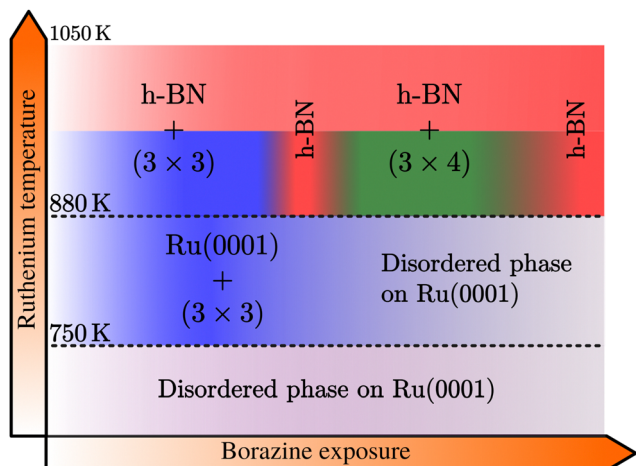 1050 K
h-BN
+
(3 × 3)
h-BN
h-BN
+
(3 × 4)
h-BN
880 K
Ru(0001)
+
(3 × 3)
Disordered phase
on Ru(0001)
750 K
Disordered phase on Ru(0001)
Ruthenium temperature
Borazine exposure